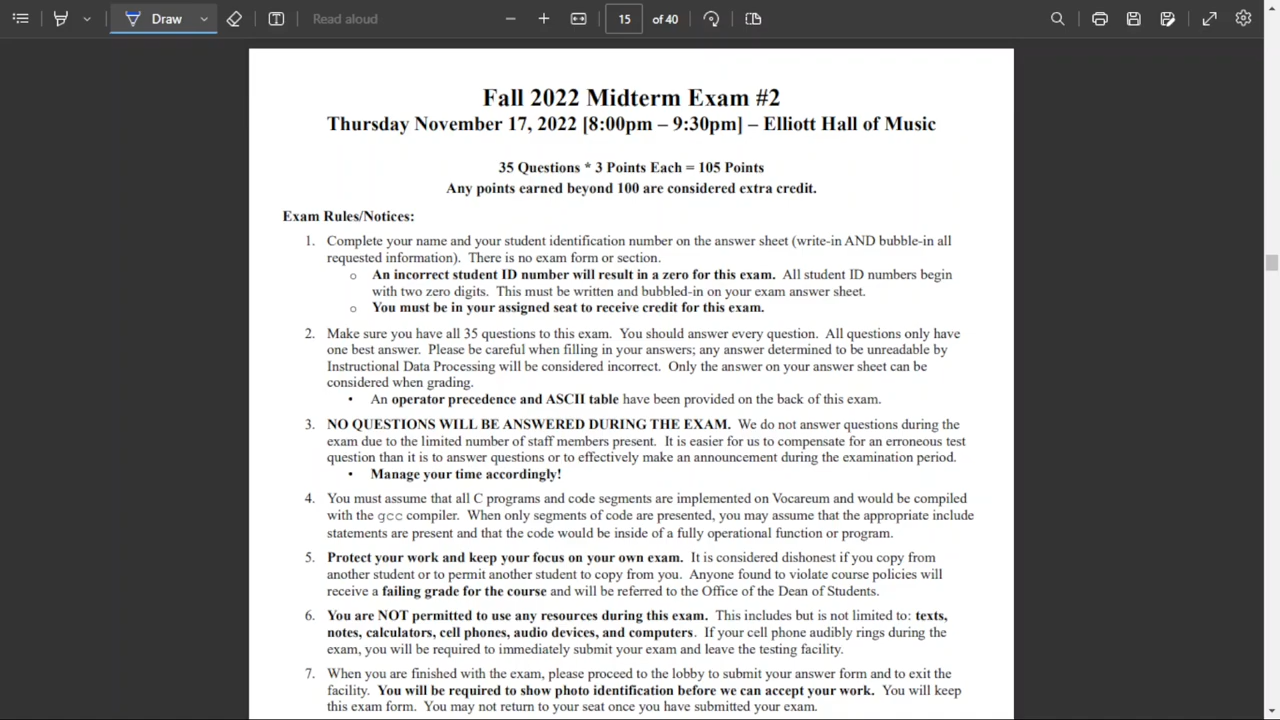 Draw
Read aloud
15 of 40
Fall 2022 Midterm Exam #2
Thursday November 17, 2022 [8:00pm – 9:30pm] – Elliott Hall of Music
35 Questions * 3 Points Each = 105 Points
Any points earned beyond 100 are considered extra credit.
Exam Rules/Notices:
1. Complete your name and your student identification number on the answer sheet (write-in AND bubble-in all
requested information). There is no exam form or section.
o An incorrect student ID number will result in a zero for this exam. All student ID numbers begin
with two zero digits. This must be written and bubbled-in on your exam answer sheet.
o You must be in your assigned seat to receive credit for this exam.
2. Make sure you have all 35 questions to this exam. You should answer every question. All questions only have
one best answer. Please be careful when filling in your answers; any answer determined to be unreadable by
Instructional Data Processing will be considered incorrect. Only the answer on your answer sheet can be
considered when grading.
• An operator precedence and ASCII table have been provided on the back of this exam.
3. NO QUESTIONS WILL BE ANSWERED DURING THE EXAM. We do not answer questions during the
exam due to the limited number of staff members present. It is easier for us to compensate for an erroneous test
question than it is to answer questions or to effectively make an announcement during the examination period.
• Manage your time accordingly!
4. You must assume that all C programs and code segments are implemented on Vocareum and would be compiled
with the gcc compiler. When only segments of code are presented, you may assume that the appropriate include
statements are present and that the code would be inside of a fully operational function or program.
5. Protect your work and keep your focus on your own exam. It is considered dishonest if you copy from
another student or to permit another student to copy from you. Anyone found to violate course policies will
receive a failing grade for the course and will be referred to the Office of the Dean of Students.
6. You are NOT permitted to use any resources during this exam. This includes but is not limited to: texts,
notes, calculators, cell phones, audio devices, and computers. If your cell phone audibly rings during the
exam, you will be required to immediately submit your exam and leave the testing facility.
7. When you are finished with the exam, please proceed to the lobby to submit your answer form and to exit the
facility. You will be required to show photo identification before we can accept your work. You will keep
this exam form. You may not return to your seat once you have submitted your exam.